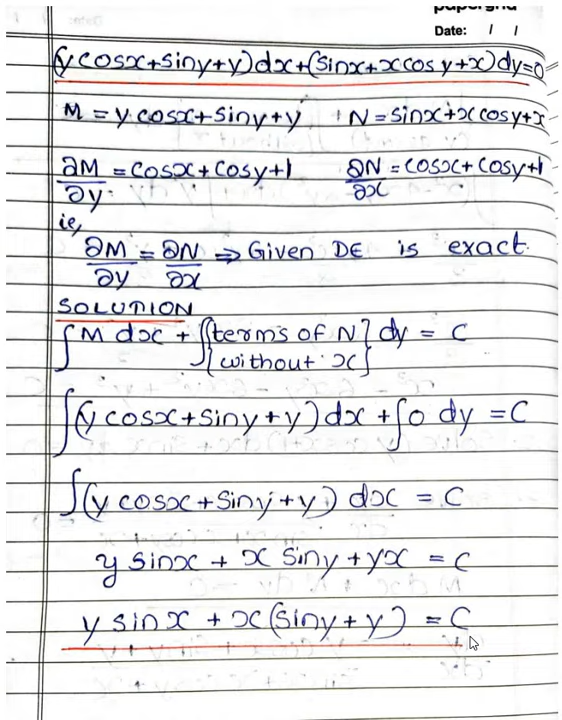 Date: / /
(y cosx+siny+y)dx+(sinx+x cos y+x)dy=0
M = y cosx+siny+y N = sinx+x cosy+x
∂M/∂y = cosx+cosy+1 ∂N/∂x = cosx+cosy+1
ie,
∂M/∂y = ∂N/∂x ⇒ Given DE is exact.
SOLUTION
∫M dx + ∫{terms of N without x} dy = C
∫(y cosx+siny+y) dx + ∫0 dy = C
∫(y cosx+siny+y) dx = C
y sinx + x siny + yx = C
y sin x + x(siny+y) = C